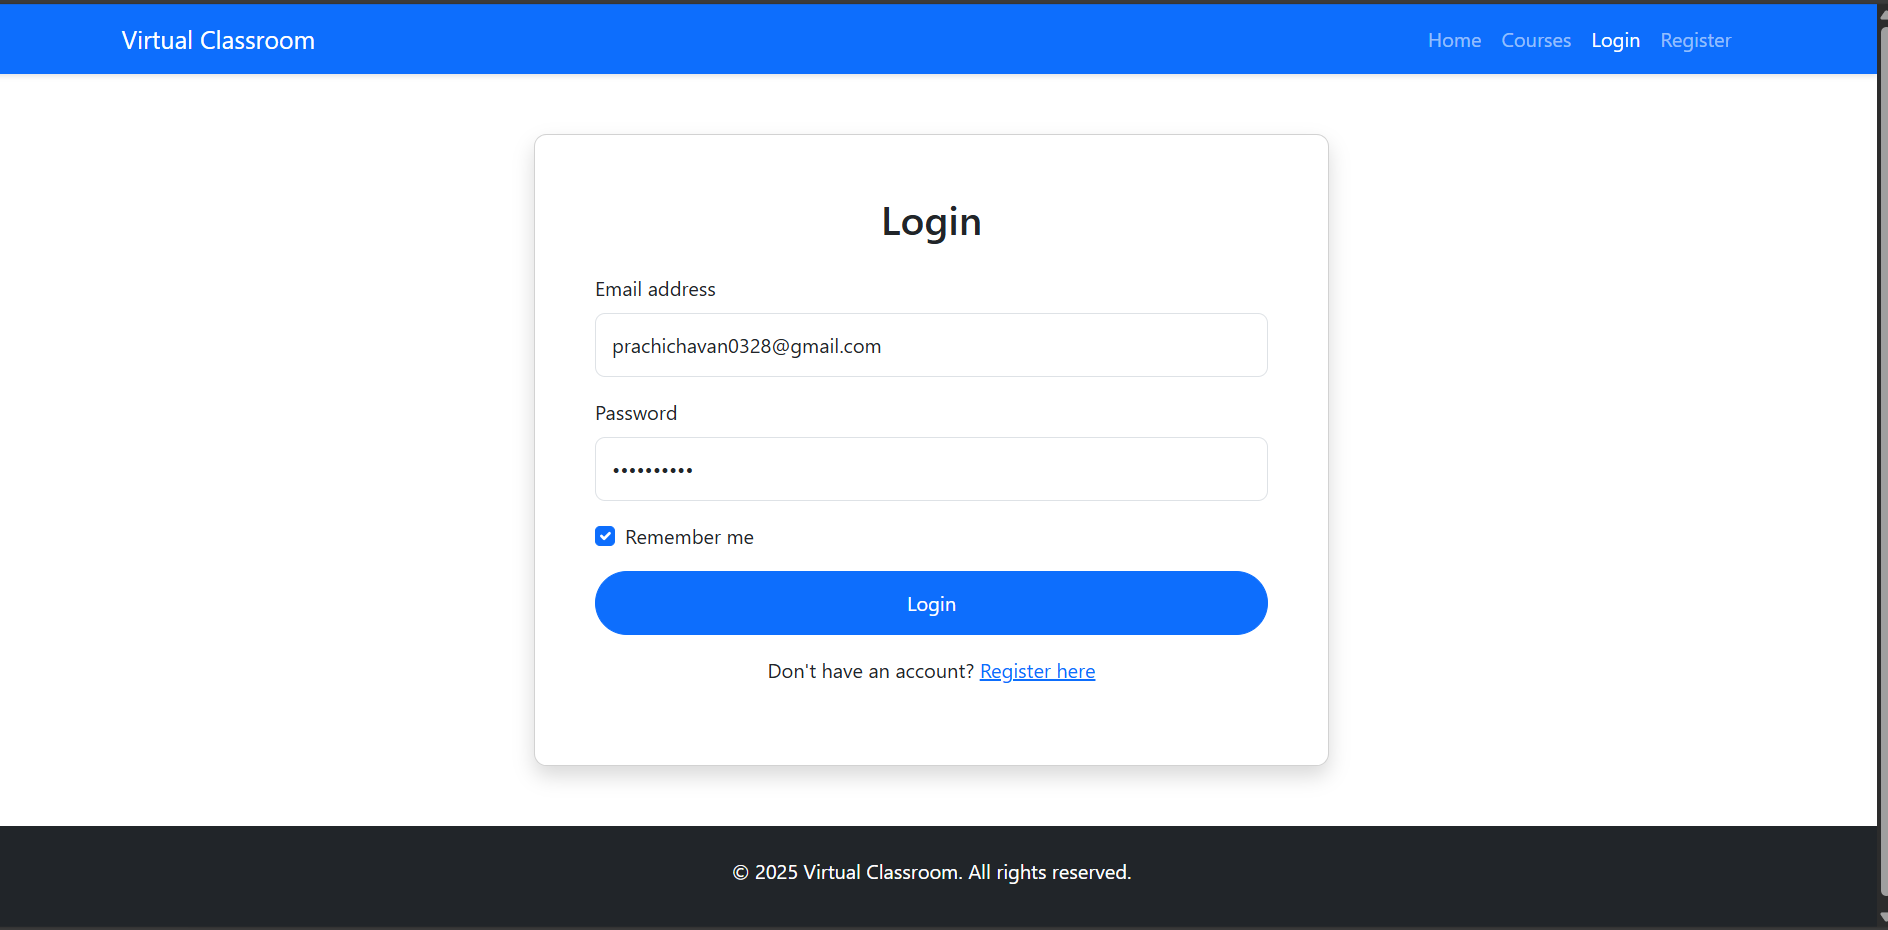 Virtual Classroom
Home Courses Login Register
Login
Email address
prachichavan0328@gmail.com
Password
••••••••••
Remember me
Login
Don't have an account? Register here
© 2025 Virtual Classroom. All rights reserved.